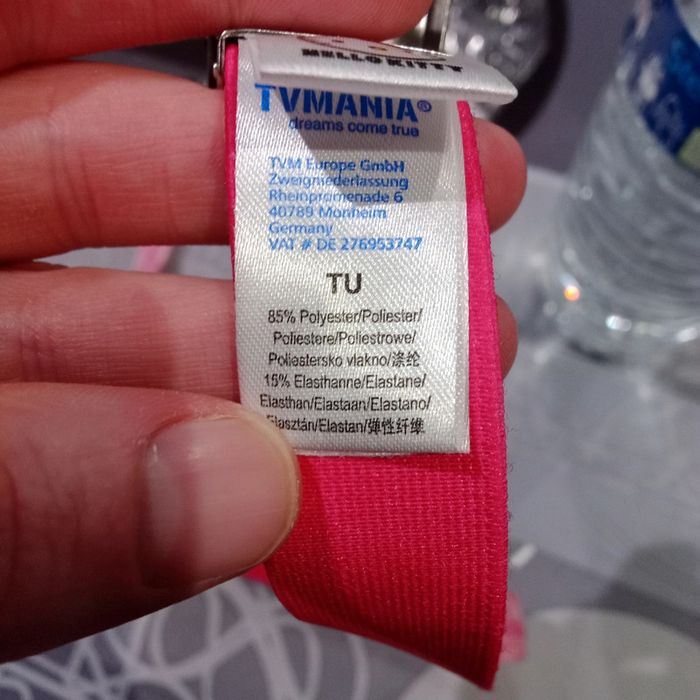 HELLO KITTY
TVMANIA®
dreams come true
TVM Europe GmbH
Zweigniederlassung
Rheinpromenade 6
40789 Monheim
Germany
VAT # DE 276953747
TU
85% Polyester/Poliester/
Poliestere/Poliestrowe/
Poliestersko vlakno/涤纶
15% Elasthanne/Elastane/
Elasthan/Elastaan/Elastano/
Elasztán/Elastan/弹性纤维